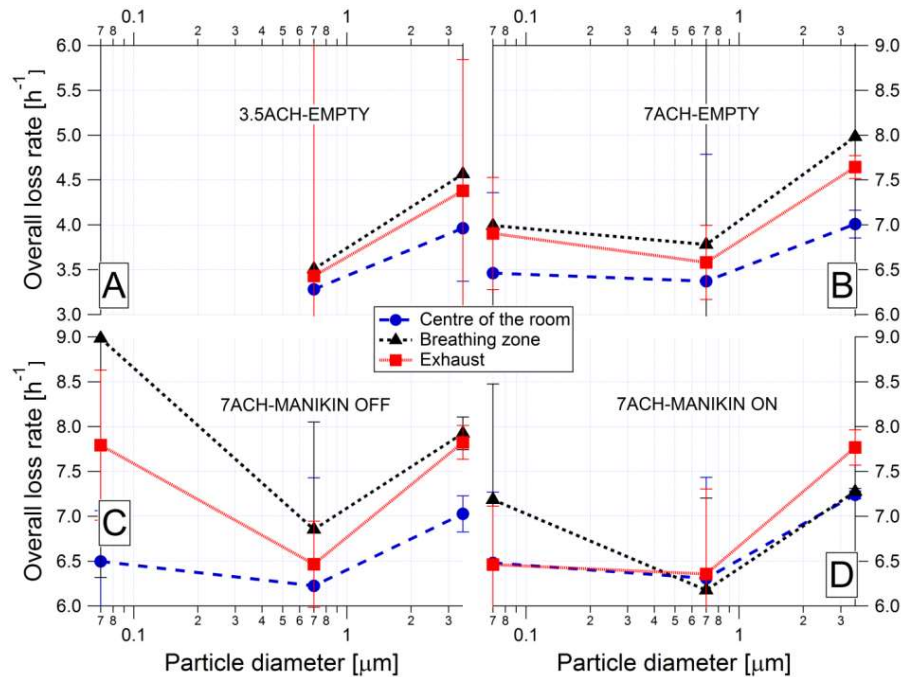 0.1 1
7 8 2 3 4 5 6 7 8 2 3
0.1 1
7 8 2 3 4 5 6 7 8 2 3
Overall loss rate [h⁻¹]
6.0
5.5
5.0
4.5
4.0
3.5
3.0
3.5ACH-EMPTY
A
7ACH-EMPTY
B
9.0
8.5
8.0
7.5
7.0
6.5
6.0
Centre of the room
Breathing zone
Exhaust
Overall loss rate [h⁻¹]
9.0
8.5
8.0
7.5
7.0
6.5
6.0
7ACH-MANIKIN OFF
C
7ACH-MANIKIN ON
D
9.0
8.5
8.0
7.5
7.0
6.5
6.0
7 8 2 3 4 5 6 7 8 2 3
0.1 1
7 8 2 3 4 5 6 7 8 2 3
0.1 1
Particle diameter [µm]
Particle diameter [µm]